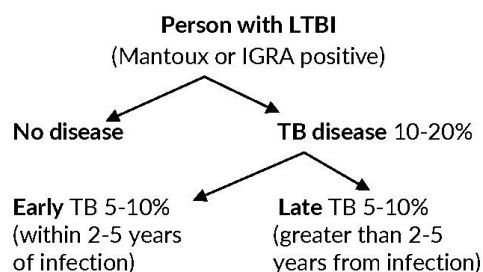 Person with LTBI
(Mantoux or IGRA positive)
No disease
TB disease 10-20%
Early TB 5-10%
(within 2-5 years
of infection)
Late TB 5-10%
(greater than 2-5
years from infection)